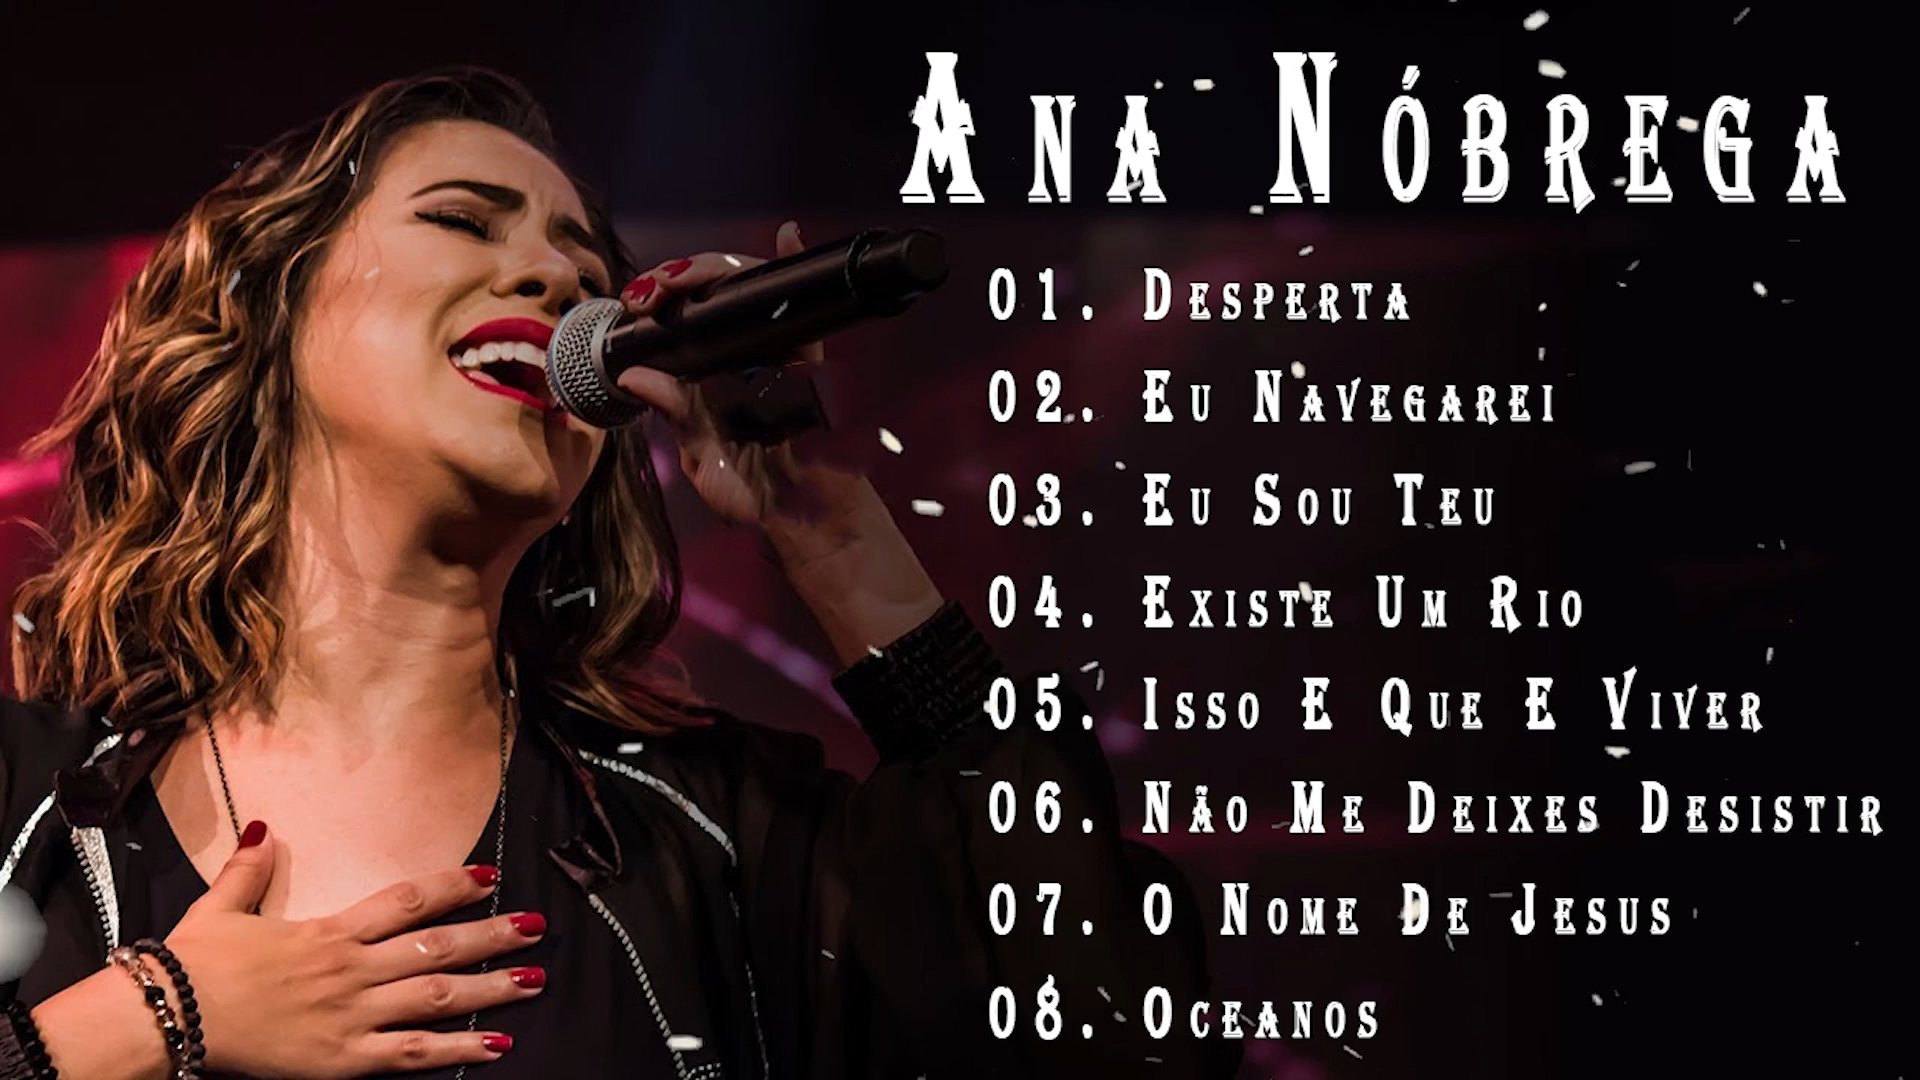 Ana Nóbrega
01. Desperta
02. Eu Navegarei
03. Eu Sou Teu
04. Existe Um Rio
05. Isso E Que E Viver
06. Não Me Deixes Desistir
07. O Nome De Jesus
08. Oceanos